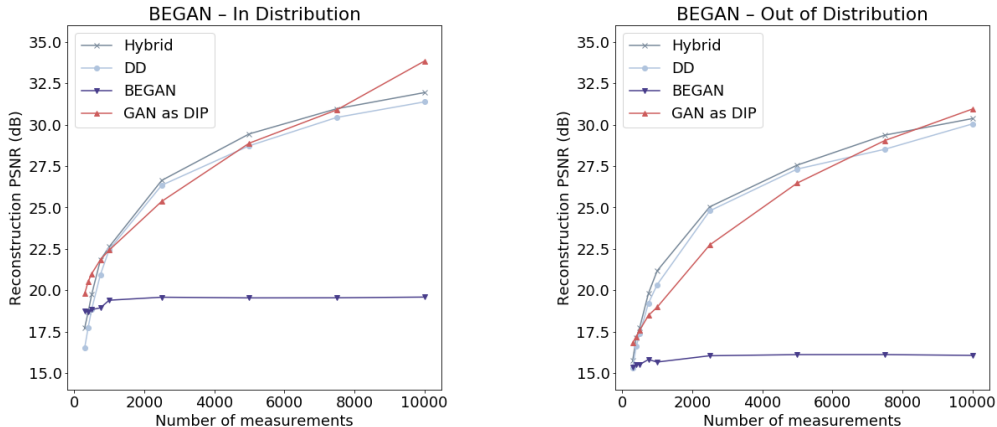 BEGAN – In Distribution
35.0
32.5
30.0
27.5
25.0
22.5
20.0
17.5
15.0
Reconstruction PSNR (dB)
Hybrid
DD
BEGAN
GAN as DIP
0
2000
4000
6000
8000
10000
Number of measurements
BEGAN – Out of Distribution
35.0
32.5
30.0
27.5
25.0
22.5
20.0
17.5
15.0
Reconstruction PSNR (dB)
Hybrid
DD
BEGAN
GAN as DIP
0
2000
4000
6000
8000
10000
Number of measurements